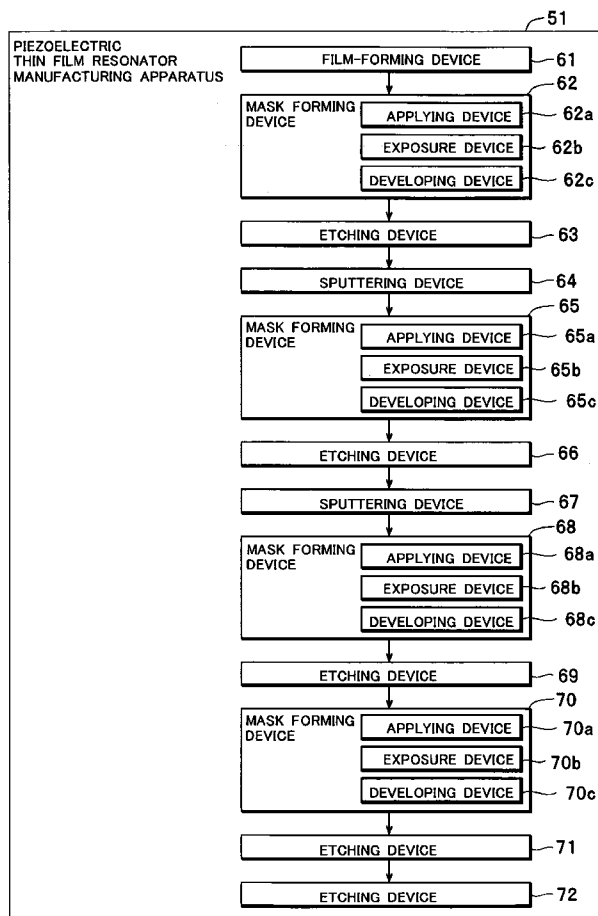 51
PIEZOELECTRIC
THIN FILM RESONATOR
MANUFACTURING APPARATUS
FILM-FORMING DEVICE 61
62
MASK FORMING
DEVICE
APPLYING DEVICE 62a
EXPOSURE DEVICE 62b
DEVELOPING DEVICE 62c
ETCHING DEVICE 63
SPUTTERING DEVICE 64
65
MASK FORMING
DEVICE
APPLYING DEVICE 65a
EXPOSURE DEVICE 65b
DEVELOPING DEVICE 65c
ETCHING DEVICE 66
SPUTTERING DEVICE 67
68
MASK FORMING
DEVICE
APPLYING DEVICE 68a
EXPOSURE DEVICE 68b
DEVELOPING DEVICE 68c
ETCHING DEVICE 69
70
MASK FORMING
DEVICE
APPLYING DEVICE 70a
EXPOSURE DEVICE 70b
DEVELOPING DEVICE 70c
ETCHING DEVICE 71
ETCHING DEVICE 72